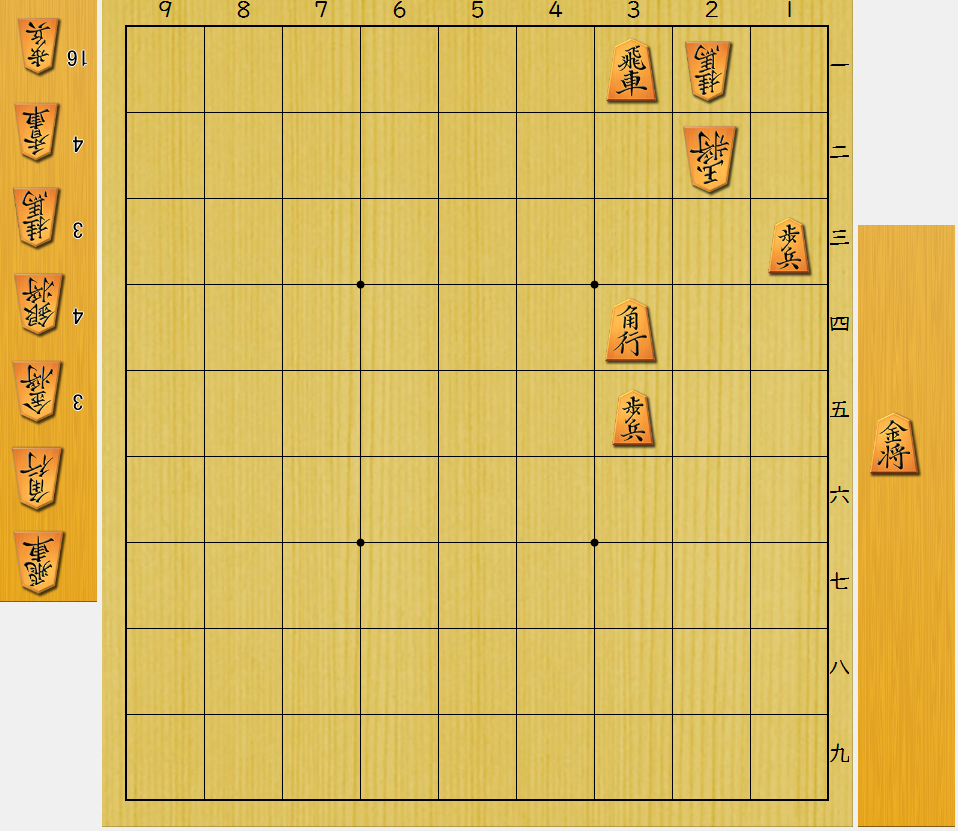 9 8 7 6 5 4 3 2 1
一
二
三
四
五
六
七
八
九
飛車
桂馬
王将
歩兵
角行
歩兵
歩兵 16
香車 4
桂馬 3
銀将 4
金将 3
角行
飛車
金将